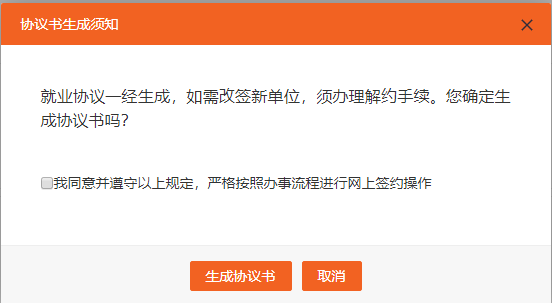 协议书生成须知
就业协议一经生成，如需改签新单位，须办理解约手续。您确定生
成协议书吗?
我同意并遵守以上规定，严格按照办事流程进行网上签约操作
生成协议书 取消